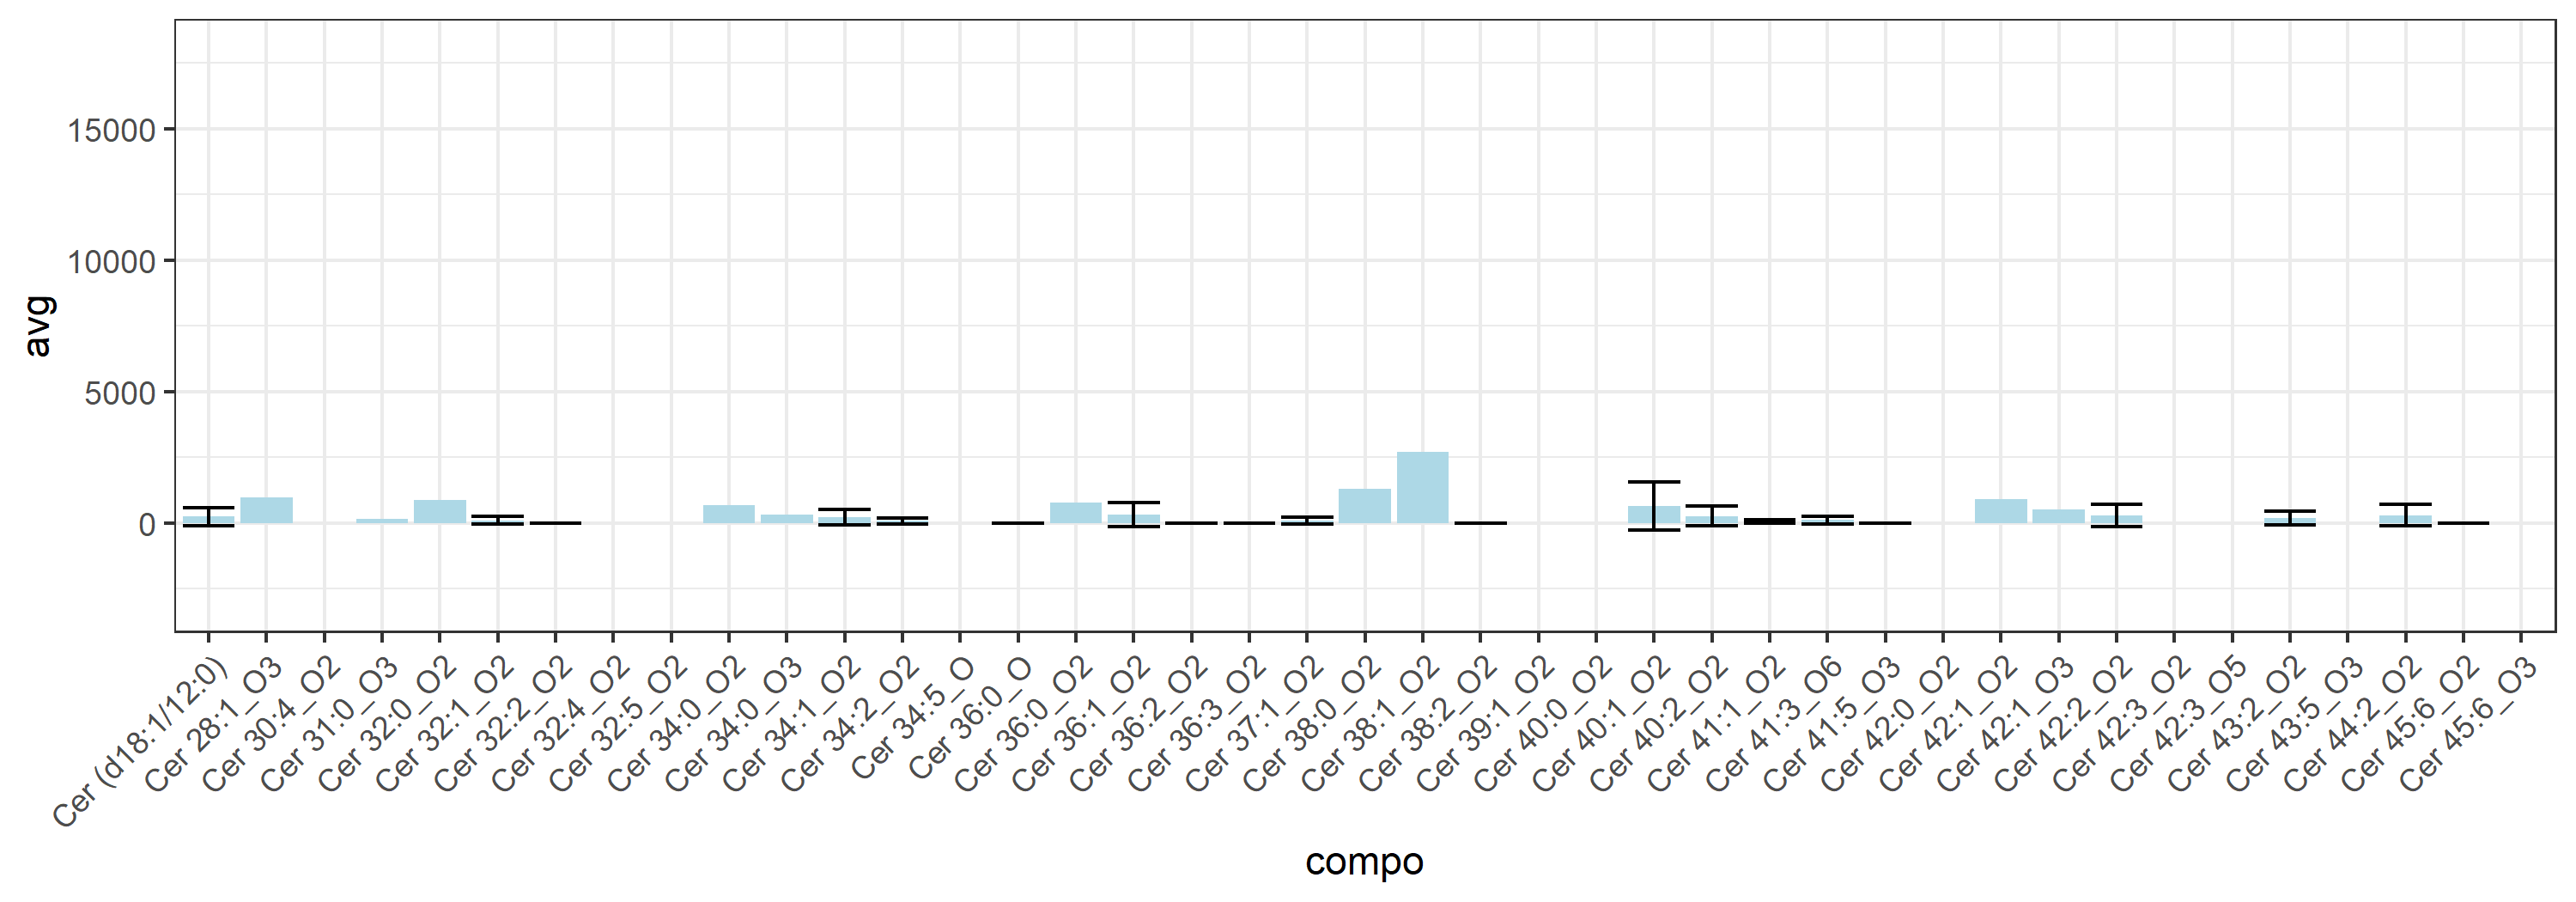 avg
15000
10000
5000
0
Cer (d18:1/12:0)
Cer 28:1_O3
Cer 30:4_O2
Cer 31:0_O3
Cer 32:0_O2
Cer 32:1_O2
Cer 32:2_O2
Cer 32:4_O2
Cer 32:5_O2
Cer 34:0_O2
Cer 34:0_O3
Cer 34:1_O2
Cer 34:2_O2
Cer 34:5_O
Cer 36:0_O
Cer 36:0_O2
Cer 36:1_O2
Cer 36:2_O2
Cer 36:3_O2
Cer 37:1_O2
Cer 38:0_O2
Cer 38:1_O2
Cer 38:2_O2
Cer 39:1_O2
Cer 40:0_O2
Cer 40:1_O2
Cer 40:2_O2
Cer 41:1_O2
Cer 41:3_O6
Cer 41:5_O3
Cer 42:0_O2
Cer 42:1_O2
Cer 42:1_O3
Cer 42:2_O2
Cer 42:3_O2
Cer 42:3_O5
Cer 43:2_O2
Cer 43:5_O3
Cer 44:2_O2
Cer 45:6_O2
Cer 45:6_O3
compo